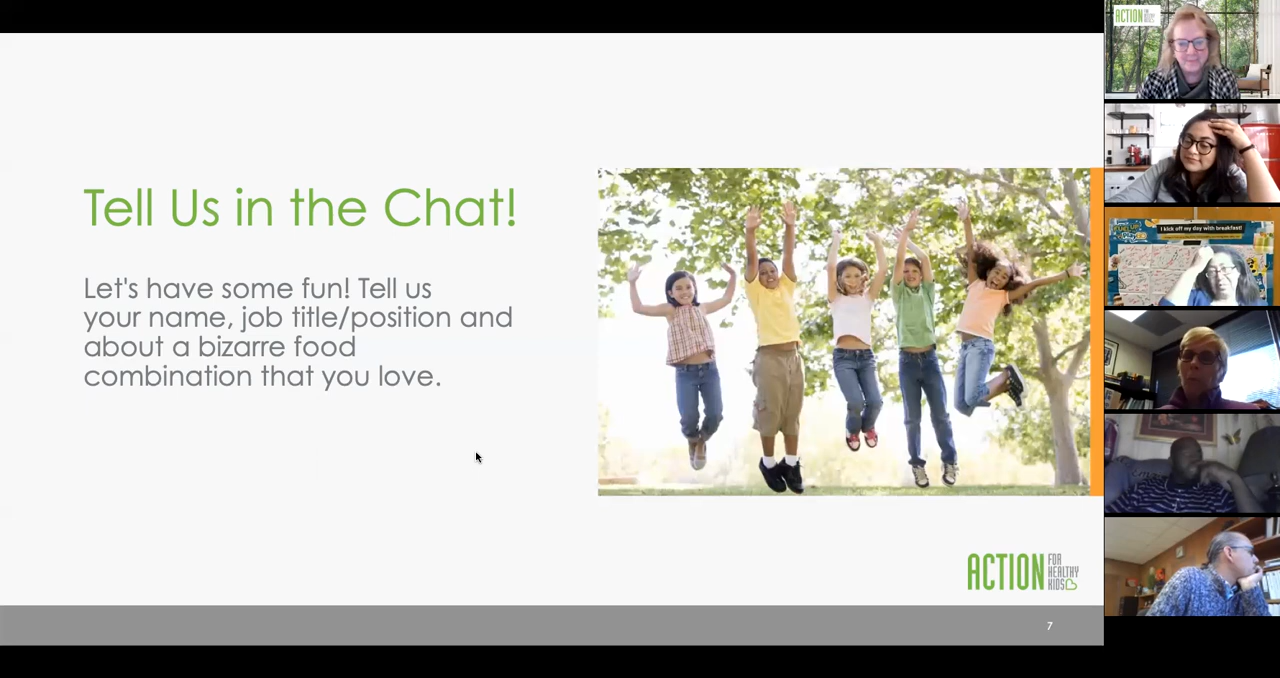 Tell Us in the Chat!
Let's have some fun! Tell us
your name, job title/position and
about a bizarre food
combination that you love.
ACTION
FOR
HEALTHY
KIDS
7
ACTION
I kick off my day with breakfast!